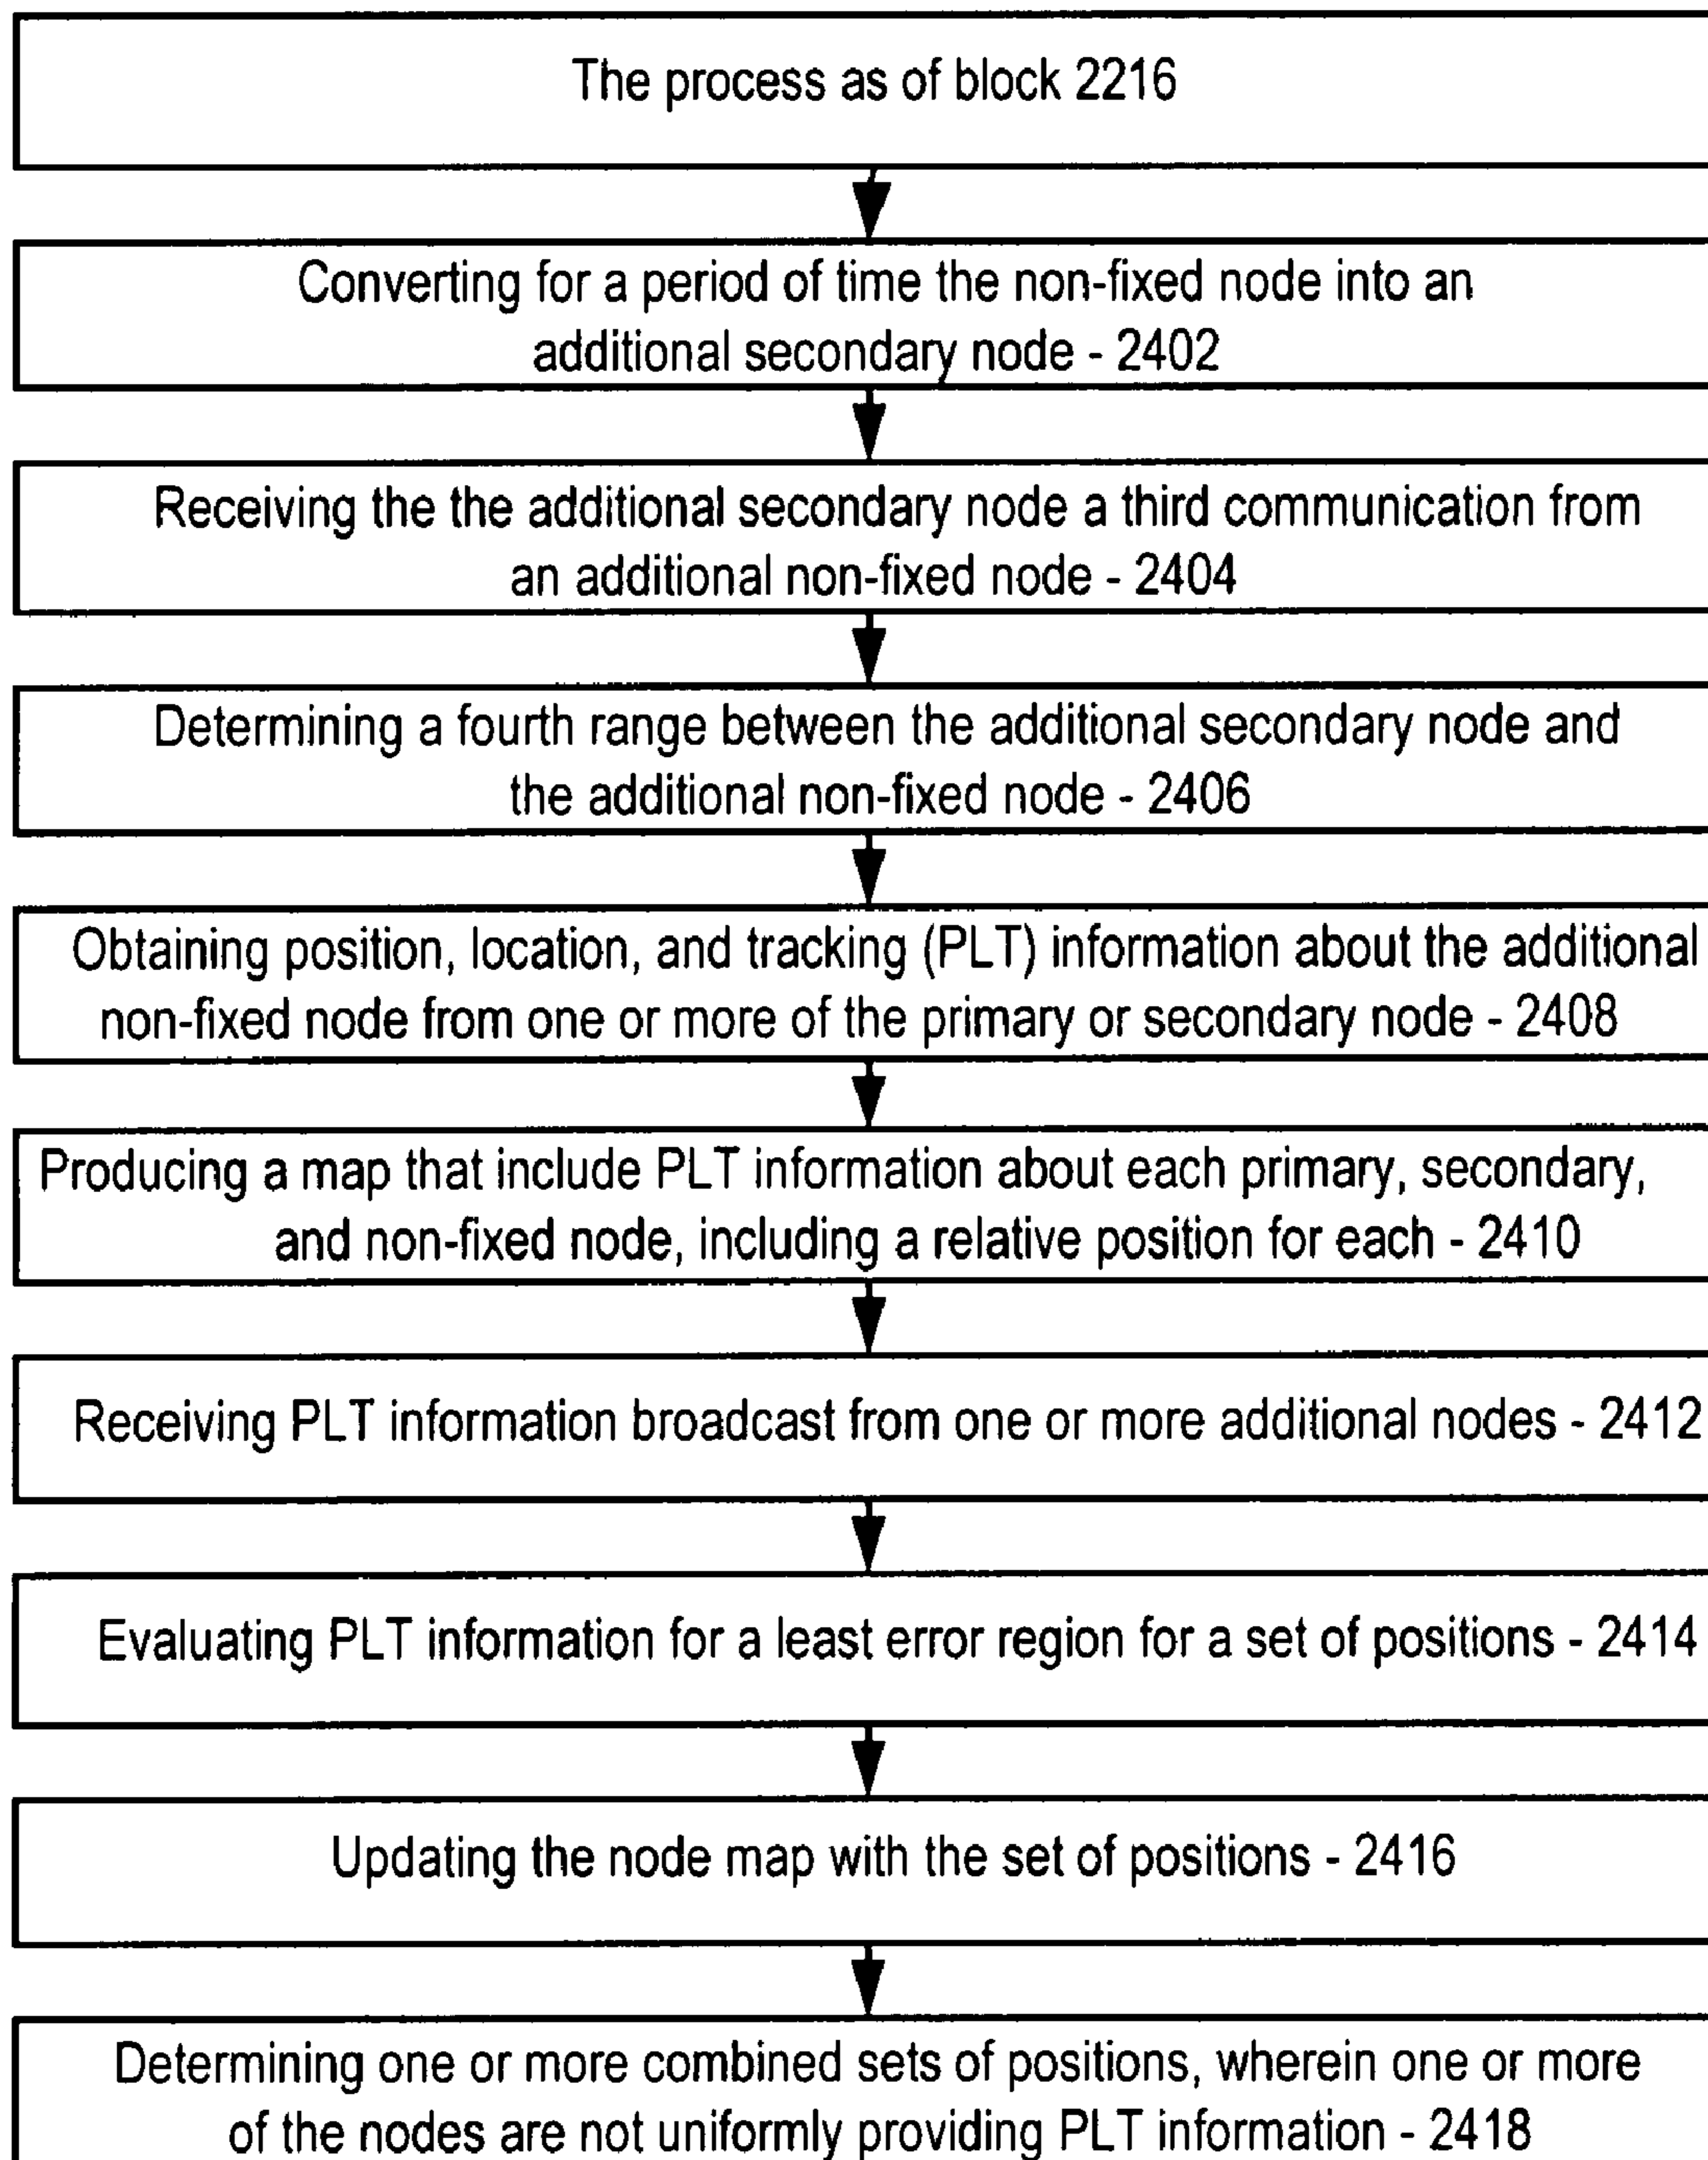 The process as of block 2216
Converting for a period of time the non-fixed node into an
additional secondary node - 2402
Receiving the the additional secondary node a third communication from
an additional non-fixed node - 2404
Determining a fourth range between the additional secondary node and
the additional non-fixed node - 2406
Obtaining position, location, and tracking (PLT) information about the additional
non-fixed node from one or more of the primary or secondary node - 2408
Producing a map that include PLT information about each primary, secondary,
and non-fixed node, including a relative position for each - 2410
Receiving PLT information broadcast from one or more additional nodes - 2412
Evaluating PLT information for a least error region for a set of positions - 2414
Updating the node map with the set of positions - 2416
Determining one or more combined sets of positions, wherein one or more
of the nodes are not uniformly providing PLT information - 2418